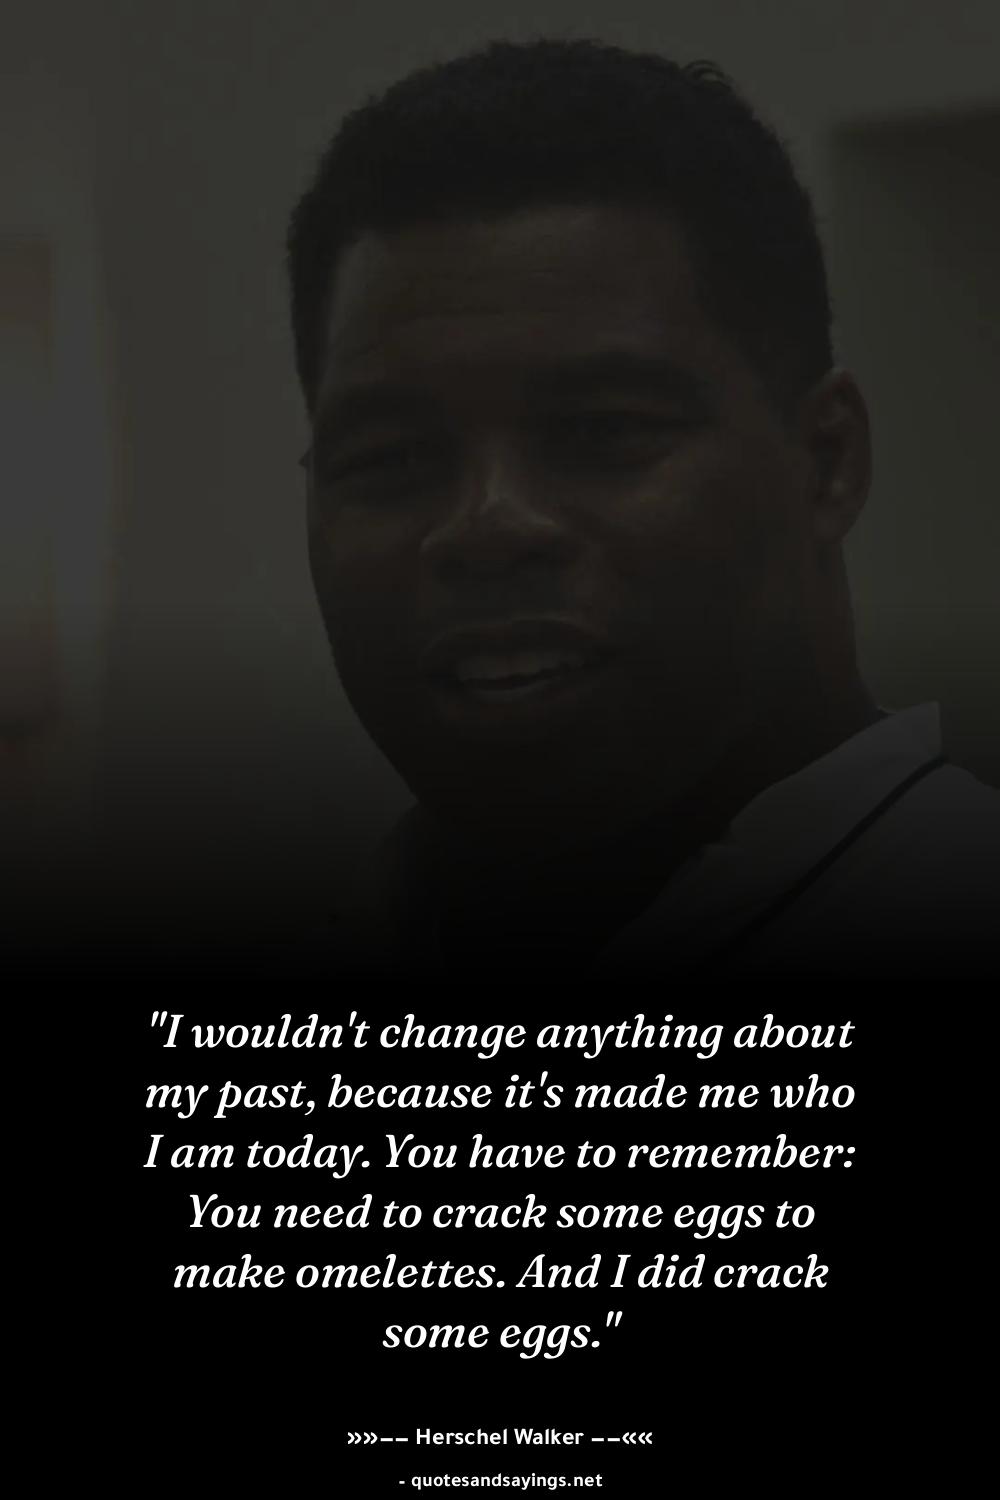 "I wouldn't change anything about
my past, because it's made me who
I am today. You have to remember:
You need to crack some eggs to
make omelettes. And I did crack
some eggs."
»»–– Herschel Walker ––««
- quotesandsayings.net